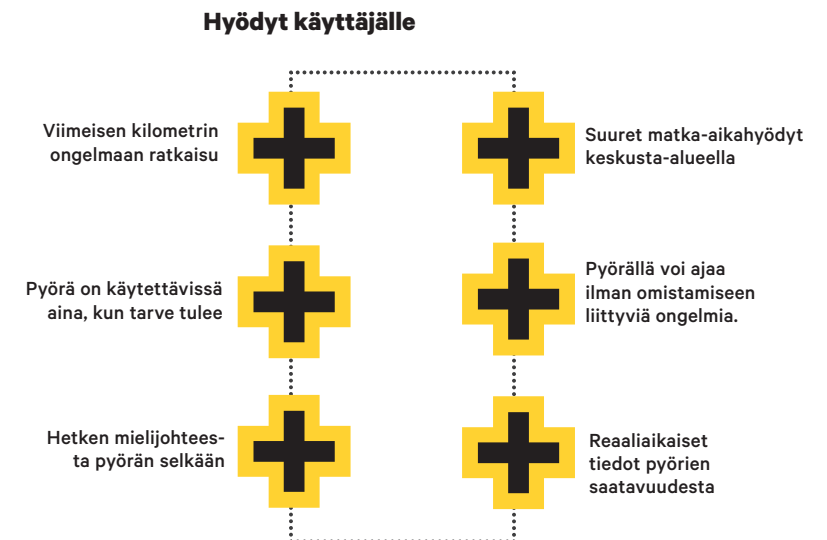 Hyödyt käyttäjälle
Viimeisen kilometrin
ongelmaan ratkaisu
Suuret matka-aikahyödyt
keskusta-alueella
Pyörä on käytettävissä
aina, kun tarve tulee
Pyörällä voi ajaa
ilman omistamiseen
liittyviä ongelmia.
Hetken mielijohtees-
ta pyörän selkään
Reaaliaikaiset
tiedot pyörien
saatavuudesta